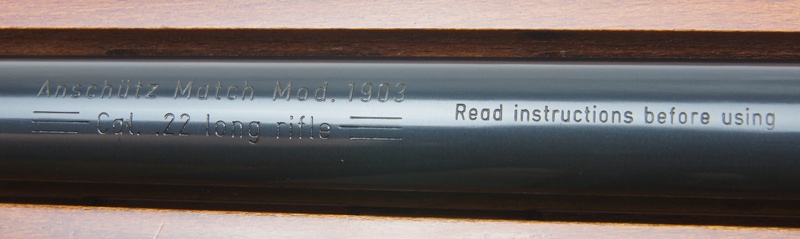 Anschütz Match Mod. 1903
Cal. .22 long rifle
Read instructions before using